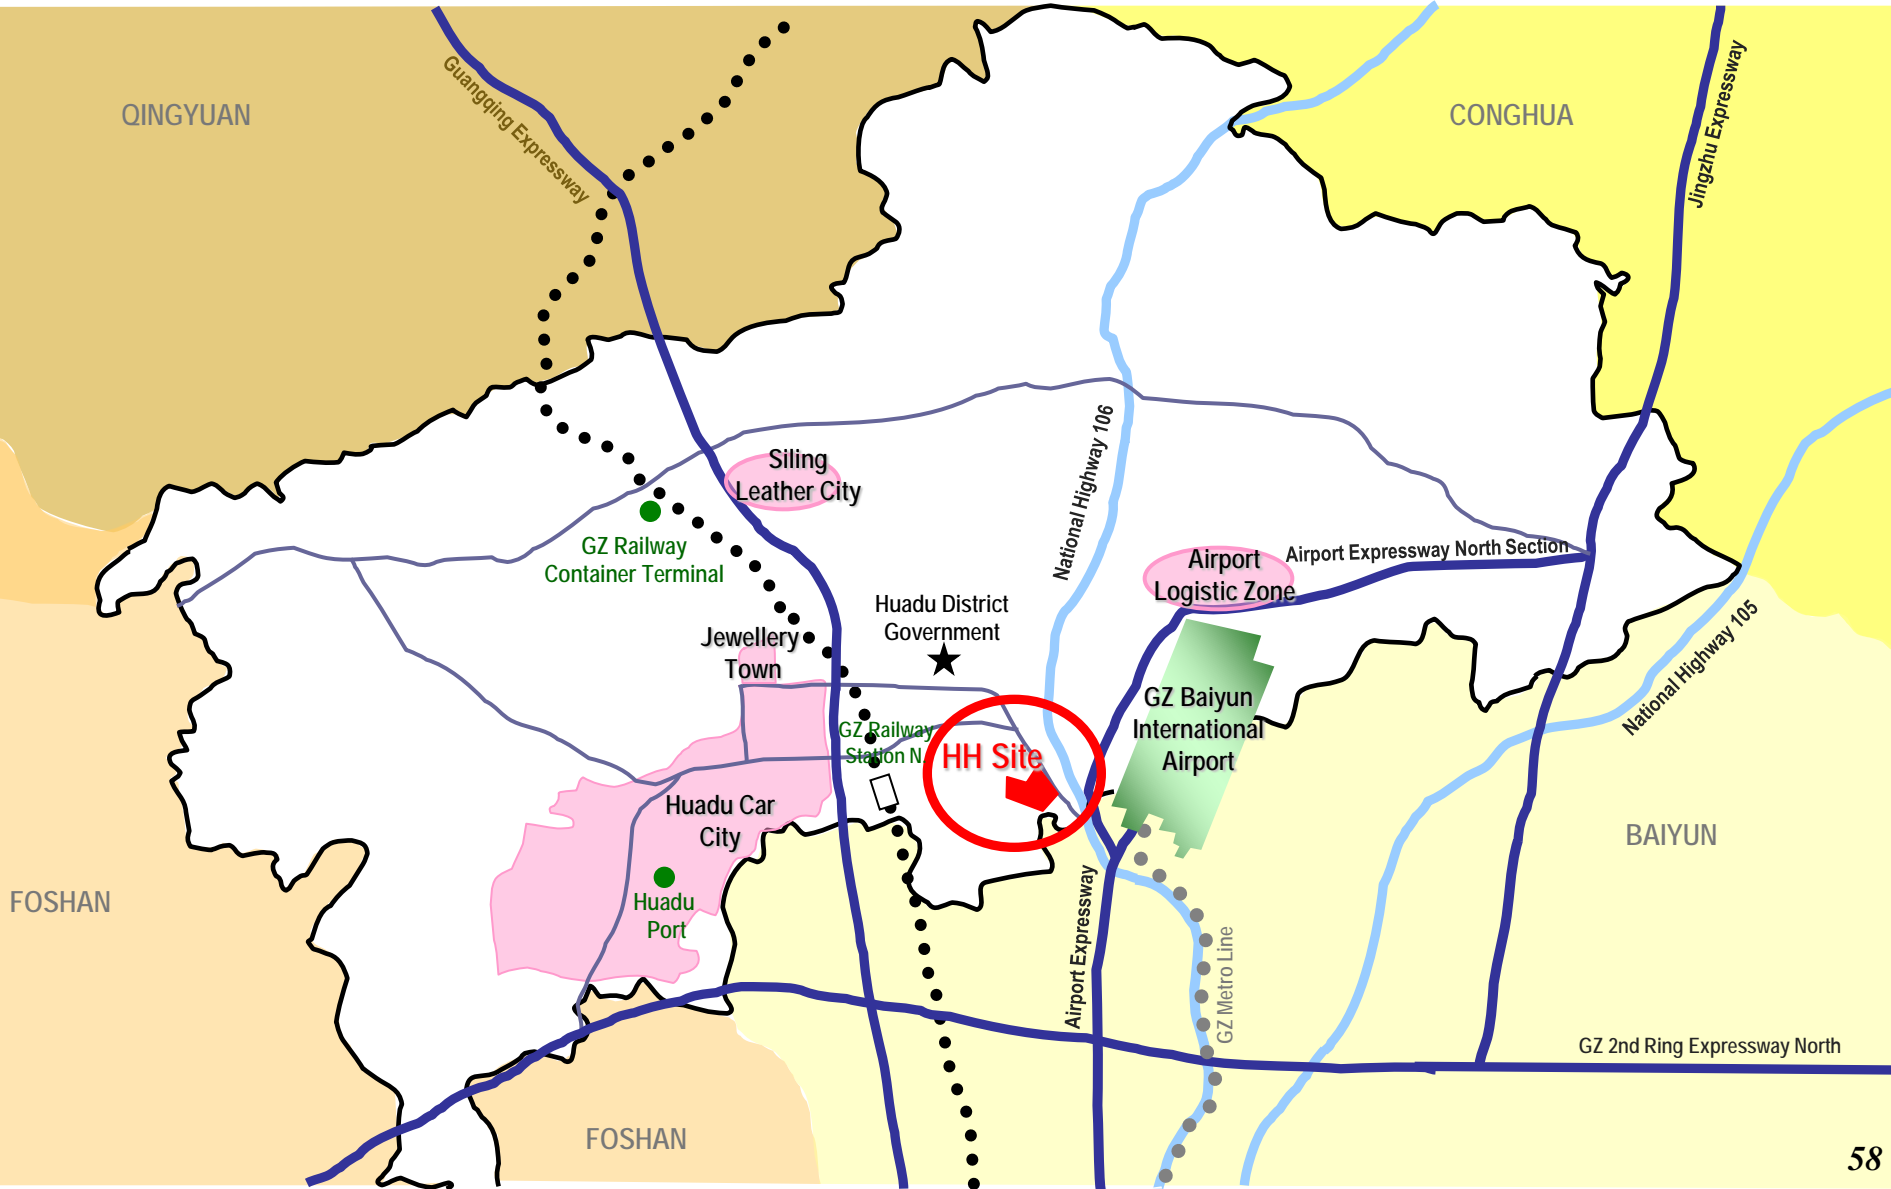 Guangqing Expressway
QINGYUAN
CONGHUA
Jingzhu Expressway
National Highway 106
Siling
Leather City
GZ Railway
Container Terminal
Airport Expressway North Section
Airport
Logistic Zone
Huadu District
Government
Jewellery
Town
National Highway 105
GZ Baiyun
International
Airport
GZ Railway
Station N.
HH Site
Huadu Car
City
BAIYUN
FOSHAN
Huadu
Port
Airport Expressway
GZ Metro Line
GZ 2nd Ring Expressway North
FOSHAN
58